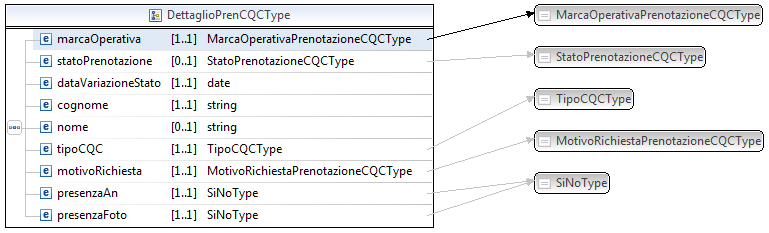 DettaglioPrenCQCType
marcaOperativa [1..1] MarcaOperativaPrenotazioneCQCType
statoPrenotazione [0..1] StatoPrenotazioneCQCType
dataVariazioneStato [1..1] date
cognome [1..1] string
nome [0..1] string
tipoCQC [1..1] TipoCQCType
motivoRichiesta [1..1] MotivoRichiestaPrenotazioneCQCType
presenzaAn [1..1] SiNoType
presenzaFoto [1..1] SiNoType
MarcaOperativaPrenotazioneCQCType
StatoPrenotazioneCQCType
TipoCQCType
MotivoRichiestaPrenotazioneCQCType
SiNoType